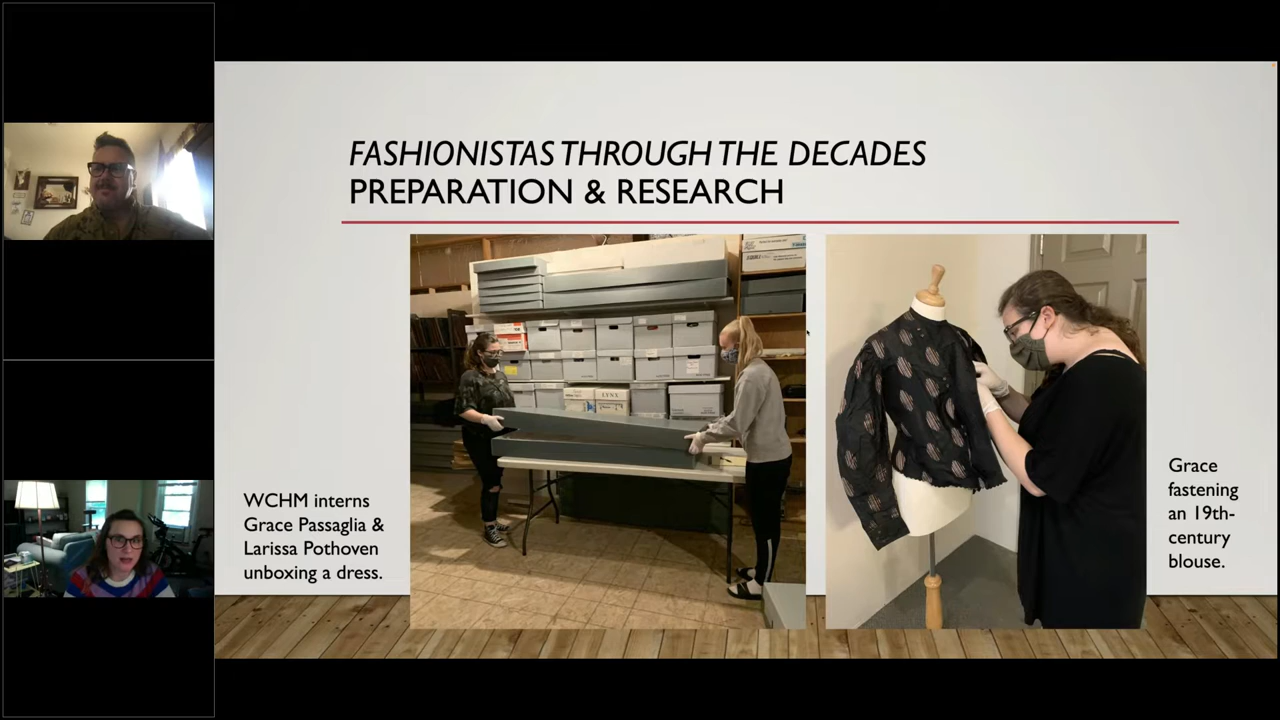 FASHIONISTAS THROUGH THE DECADES
PREPARATION & RESEARCH
WCHM interns
Grace Passaglia &
Larissa Pothoven
unboxing a dress.
Grace
fastening
an 19th-
century
blouse.
LYNX